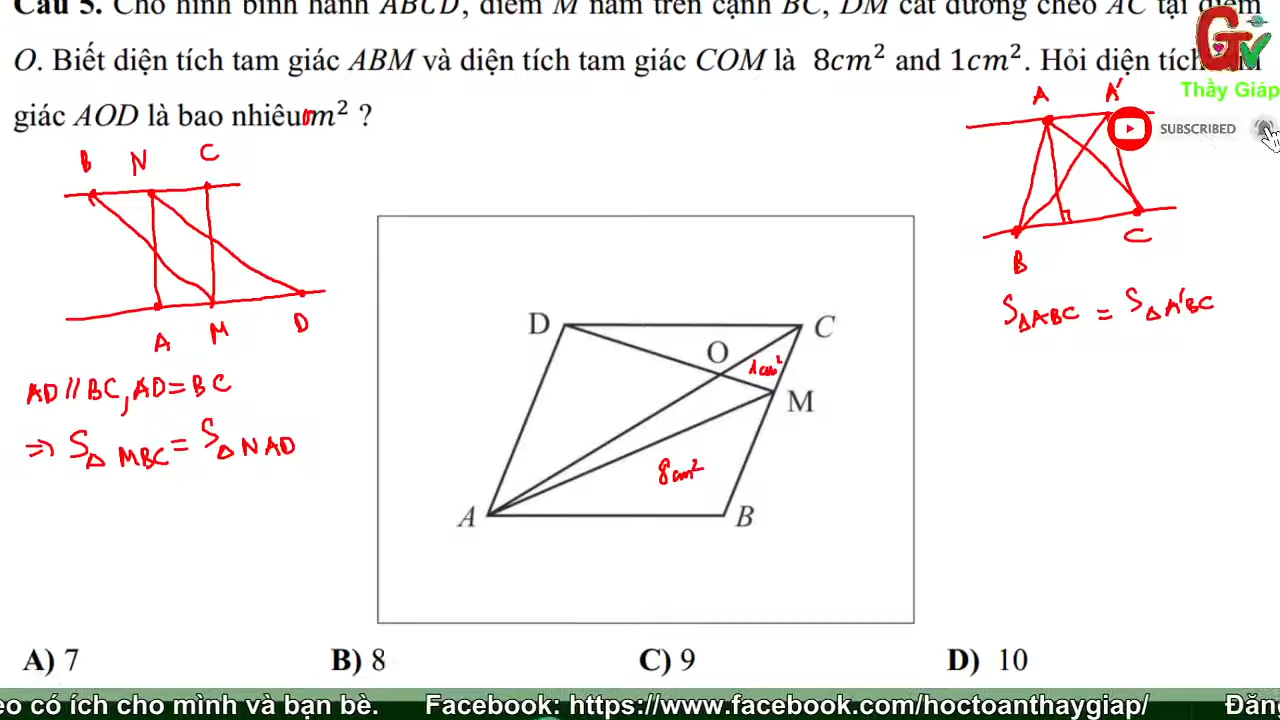 Câu 5. Cho hình bình hành ABCD, điểm M nằm trên cạnh BC, DM cắt đường chéo AC tại điểm
O. Biết diện tích tam giác ABM và diện tích tam giác COM là 8cm² and 1cm². Hỏi diện tích
giác AOD là bao nhiêu m² ?
GTV
Thầy Giáp
SUBSCRIBED
A A'
B C
S△ABC = S△A'BC
B N C
A M D
AD // BC, AD = BC
⇒ S△MBC = S△NAD
D C
O
1cm²
M
8cm²
A B
A) 7 B) 8 C) 9 D) 10
eo có ích cho mình và bạn bè. Facebook: https://www.facebook.com/hoctoanthaygiap/ Đăn